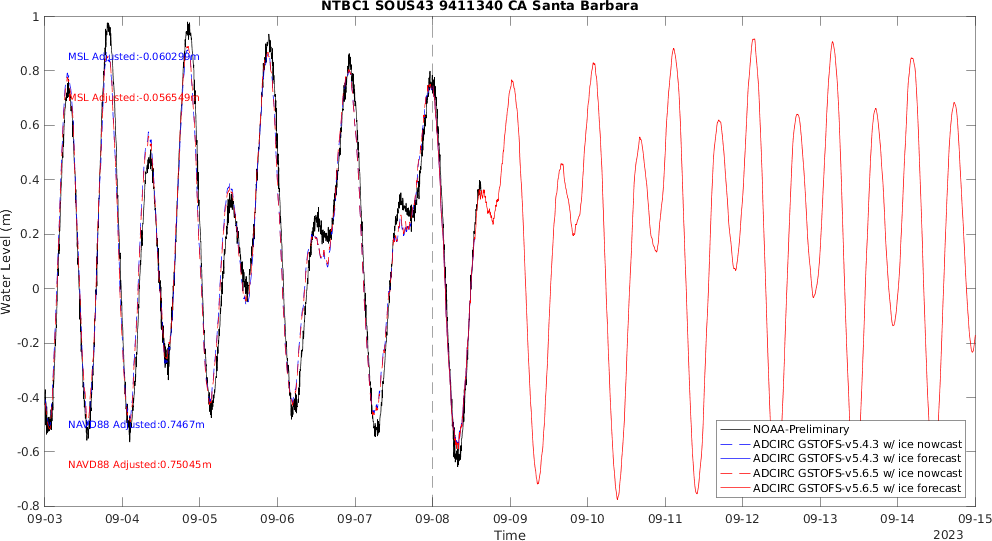 NTBC1 SOUS43 9411340 CA Santa Barbara
1
0.8
0.6
0.4
0.2
0
-0.2
-0.4
-0.6
-0.8
Water Level (m)
MSL Adjusted:-0.060299m
MSL Adjusted:-0.056549m
NAVD88 Adjusted:0.7467m
NAVD88 Adjusted:0.75045m
NOAA-Preliminary
ADCIRC GSTOFS-v5.4.3 w/ ice nowcast
ADCIRC GSTOFS-v5.4.3 w/ ice forecast
ADCIRC GSTOFS-v5.6.5 w/ ice nowcast
ADCIRC GSTOFS-v5.6.5 w/ ice forecast
09-03 09-04 09-05 09-06 09-07 09-08 09-09 09-10 09-11 09-12 09-13 09-14 09-15
Time
2023